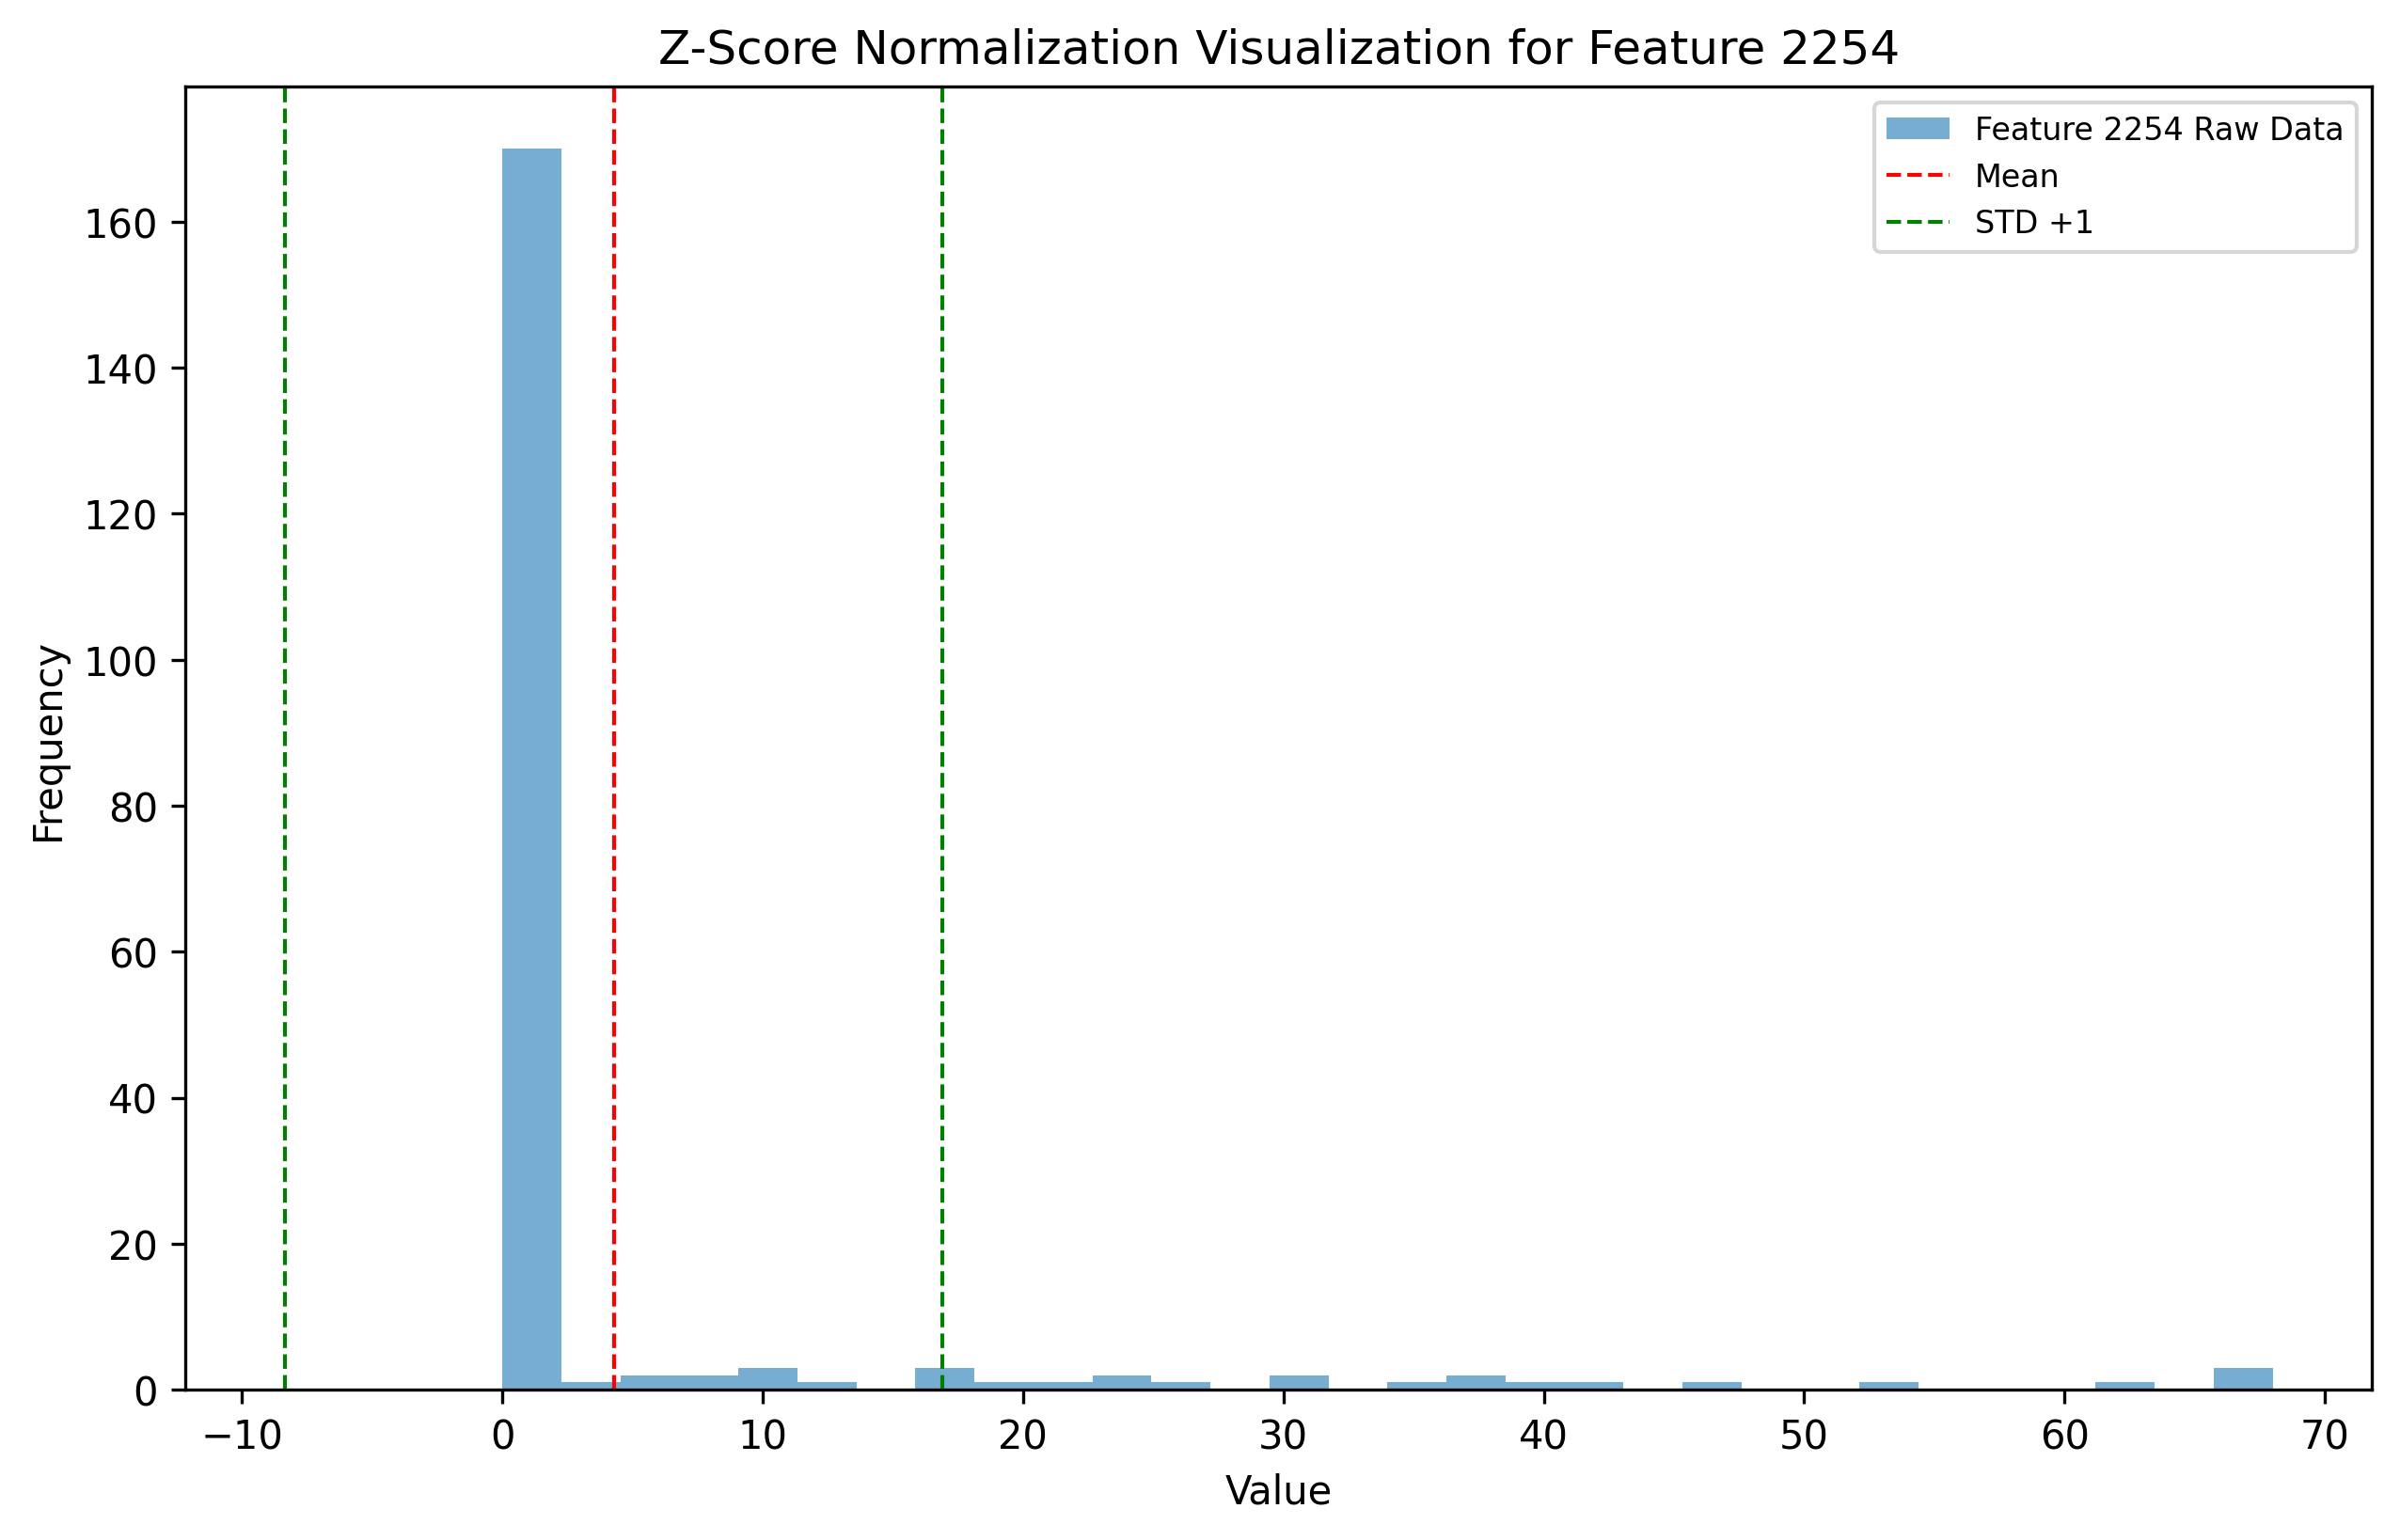 Z-Score Normalization Visualization for Feature 2254
Feature 2254 Raw Data
Mean
STD +1
Frequency
160
140
120
100
80
60
40
20
0
−10 0 10 20 30 40 50 60 70
Value